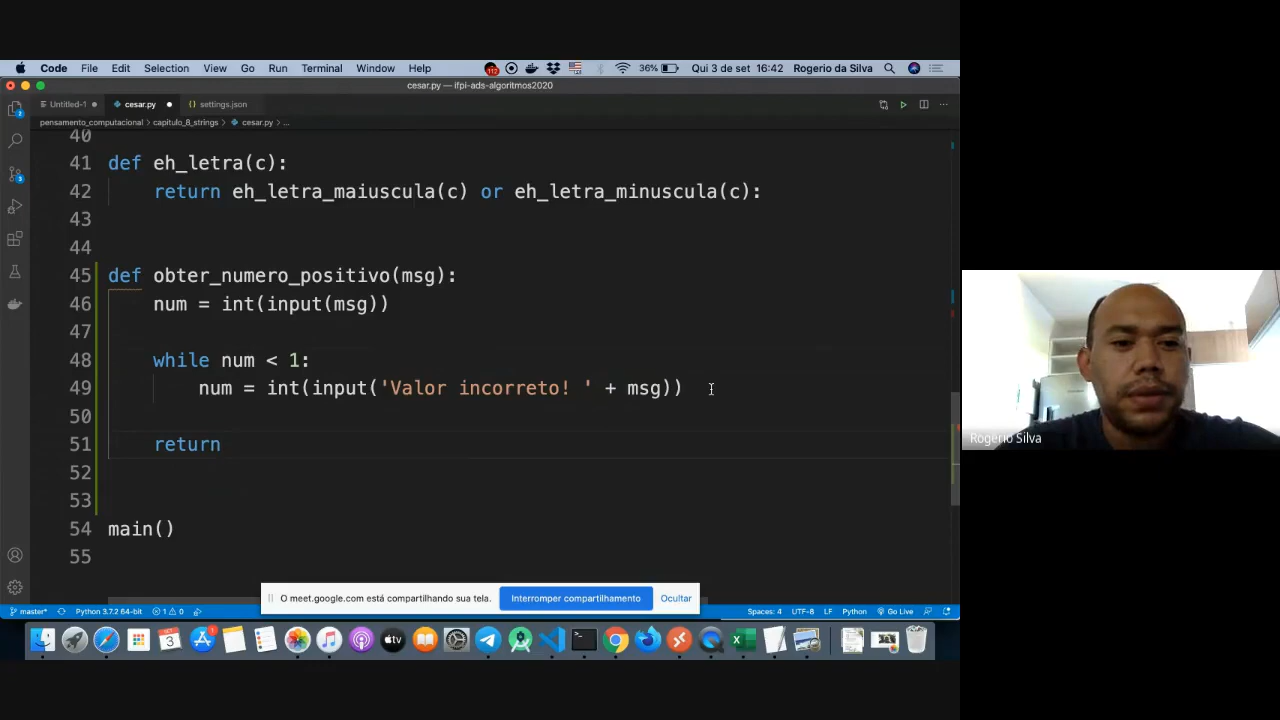 Code File Edit Selection View Go Run Terminal Window Help 36% Qui 3 de set 16:42 Rogerio da Silva
cesar.py — ifpi-ads-algoritmos2020
Untitled-1 cesar.py settings.json
pensamento_computacional > capitulo_8_strings > cesar.py > ...
40
41 def eh_letra(c):
42 return eh_letra_maiuscula(c) or eh_letra_minuscula(c):
43
44
45 def obter_numero_positivo(msg):
46 num = int(input(msg))
47
48 while num < 1:
49 num = int(input('Valor incorreto! ' + msg))
50
51 return
52
53
54 main()
55
Rogério Silva
O meet.google.com está compartilhando sua tela. Interromper compartilhamento Ocultar
master* Python 3.7.2 64-bit 1 0 Spaces: 4 UTF-8 LF Python Go Live